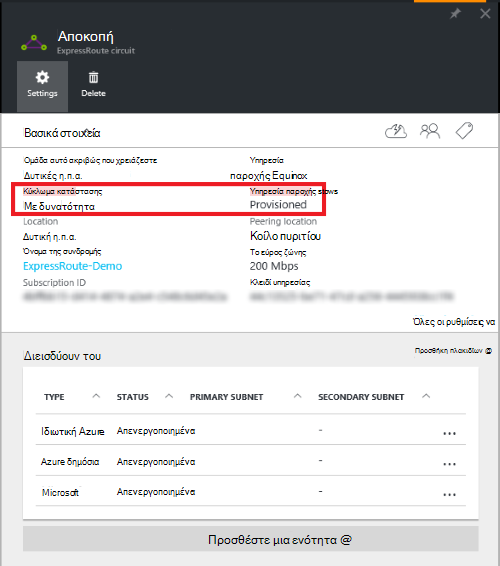 Αποκοπή
ExpressRoute circuit
Settings
Delete
Βασικά στοιχεία
Ομάδα αυτό ακριβώς που χρειάζεστε
Υπηρεσία
Δυτικές η.π.α.
παροχής Equinox
Κύκλωμα κατάστασης
Υπηρεσία παροχής stows
Με δυνατότητα
Provisioned
Location
Peering location
Δυτική η.π.α.
Κοίλο πυριτίου
Όνομα της συνδρομής
Το εύρος ζώνης
ExpressRoute-Demo
200 Mbps
Subscription ID
Κλειδί υπηρεσίας
Όλες οι ρυθμίσεις να
Διεισδύουν του
Προσθήκη πλακιδίων @
TYPE STATUS PRIMARY SUBNET SECONDARY SUBNET
Ιδιωτική Azure Απενεργοποιημένα - ...
Azure δημόσια Απενεργοποιημένα - ...
Microsoft Απενεργοποιημένα - ...
Προσθέστε μια ενότητα @